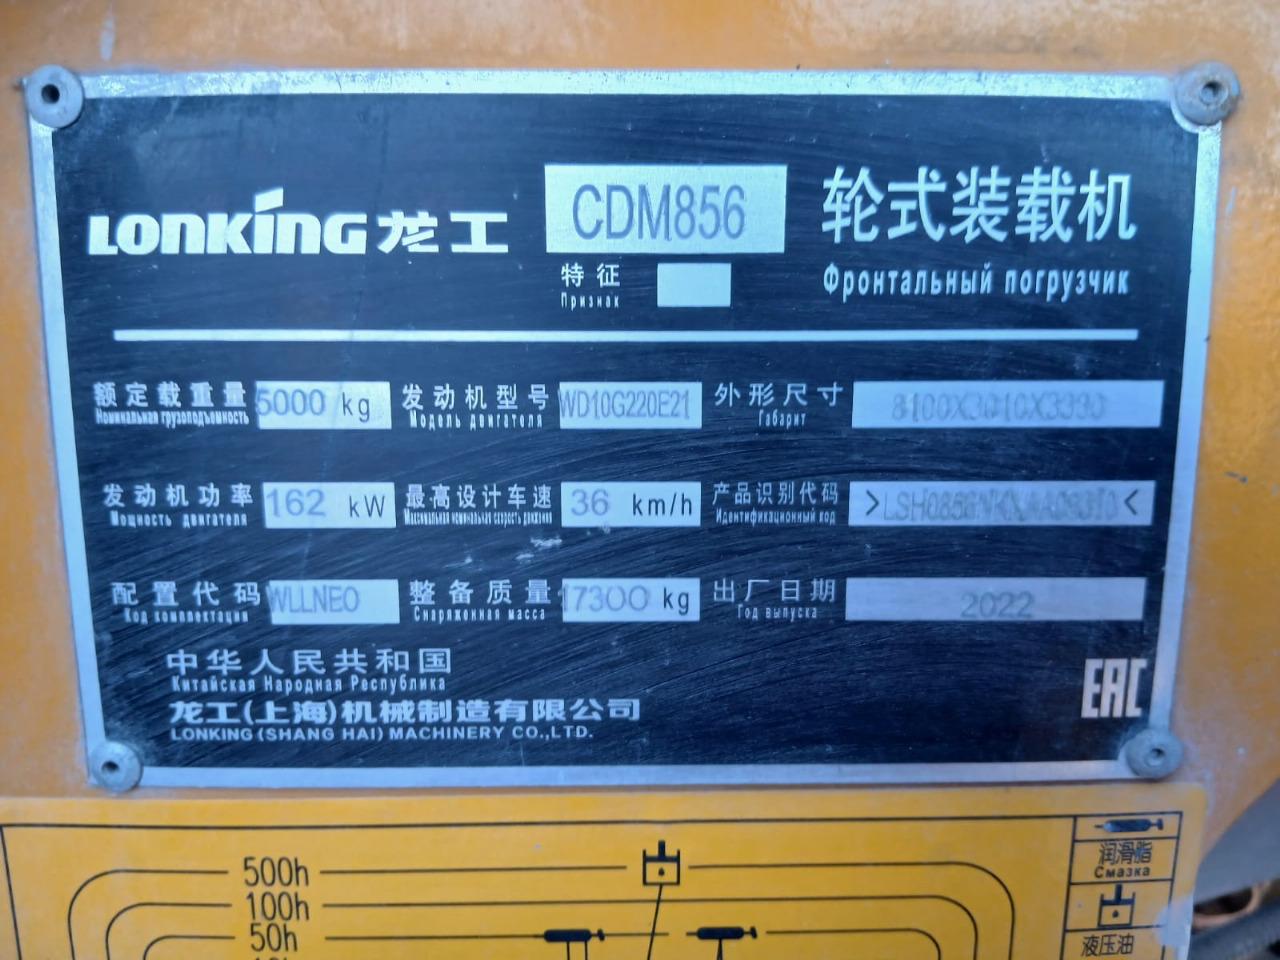 LONKING 龙工 CDM856 轮式装载机
特征
Признак
Фронтальный погрузчик
额定载重量 5000 kg 发动机型号 WD10G220E21 外形尺寸 8100X3010X3330
Номинальная грузоподъемность Модель двигателя Габарит
发动机功率 162 kW 最高设计车速 36 km/h 产品识别代码
Мощность двигателя Максимальная номинальная скорость движения Идентификационный код
配置代码 WLLNEO 整备质量 17300 kg 出厂日期 2022
Код комплектации Снаряженная масса Год выпуска
中华人民共和国
Китайская Народная Республика
龙工(上海)机械制造有限公司
LONKING (SHANG HAI) MACHINERY CO.,LTD.
EAC
500h
100h
50h
润滑脂
Смазка
液压油